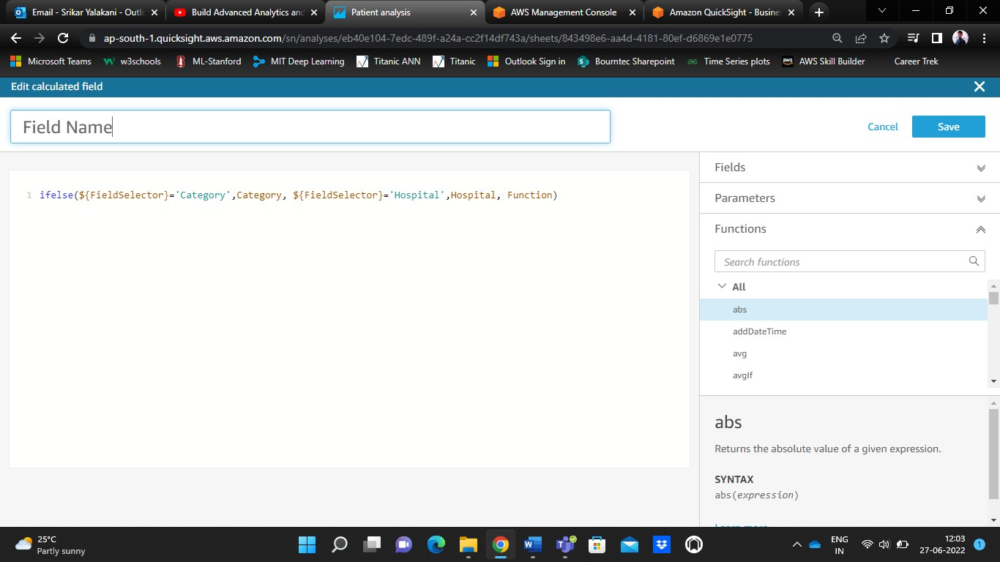 Email - Srikar Yalakani - Outlo
Build Advanced Analytics and
Patient analysis
AWS Management Console
Amazon QuickSight - Busines
ap-south-1.quicksight.aws.amazon.com/sn/analyses/eb40e104-7edc-489f-a24a-cc2f14df743a/sheets/843498e6-aa4d-4181-80ef-d6869e1e0775
Microsoft Teams
w3schools
ML-Stanford
MIT Deep Learning
Titanic ANN
Titanic
Outlook Sign in
Bourntec Sharepoint
Time Series plots
aws
AWS Skill Builder
Career Trek
Edit calculated field
Field Name
Cancel
Save
1 ifelse(${FieldSelector}='Category',Category, ${FieldSelector}='Hospital',Hospital, Function)
Fields
Parameters
Functions
Search functions
All
abs
addDateTime
avg
avgIf
abs
Returns the absolute value of a given expression.
SYNTAX
abs(expression)
Learn more
25°C
Partly sunny
ENG
IN
12:03
27-06-2022
1